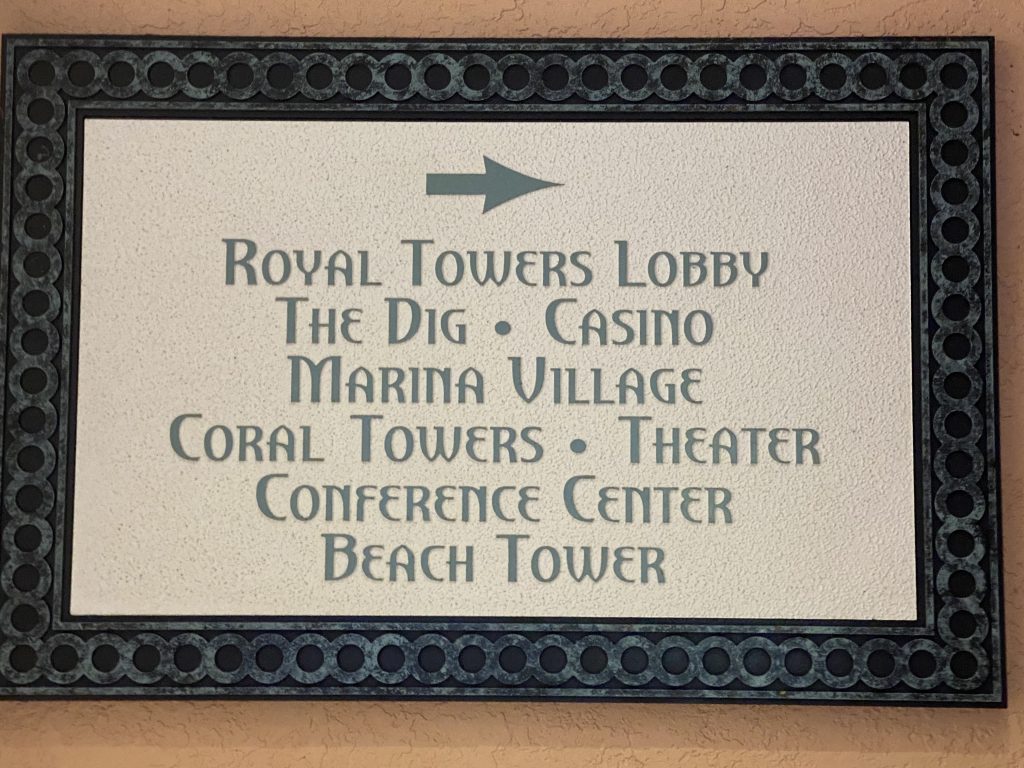 Royal Towers Lobby
The Dig • Casino
Marina Village
Coral Towers • Theater
Conference Center
Beach Tower